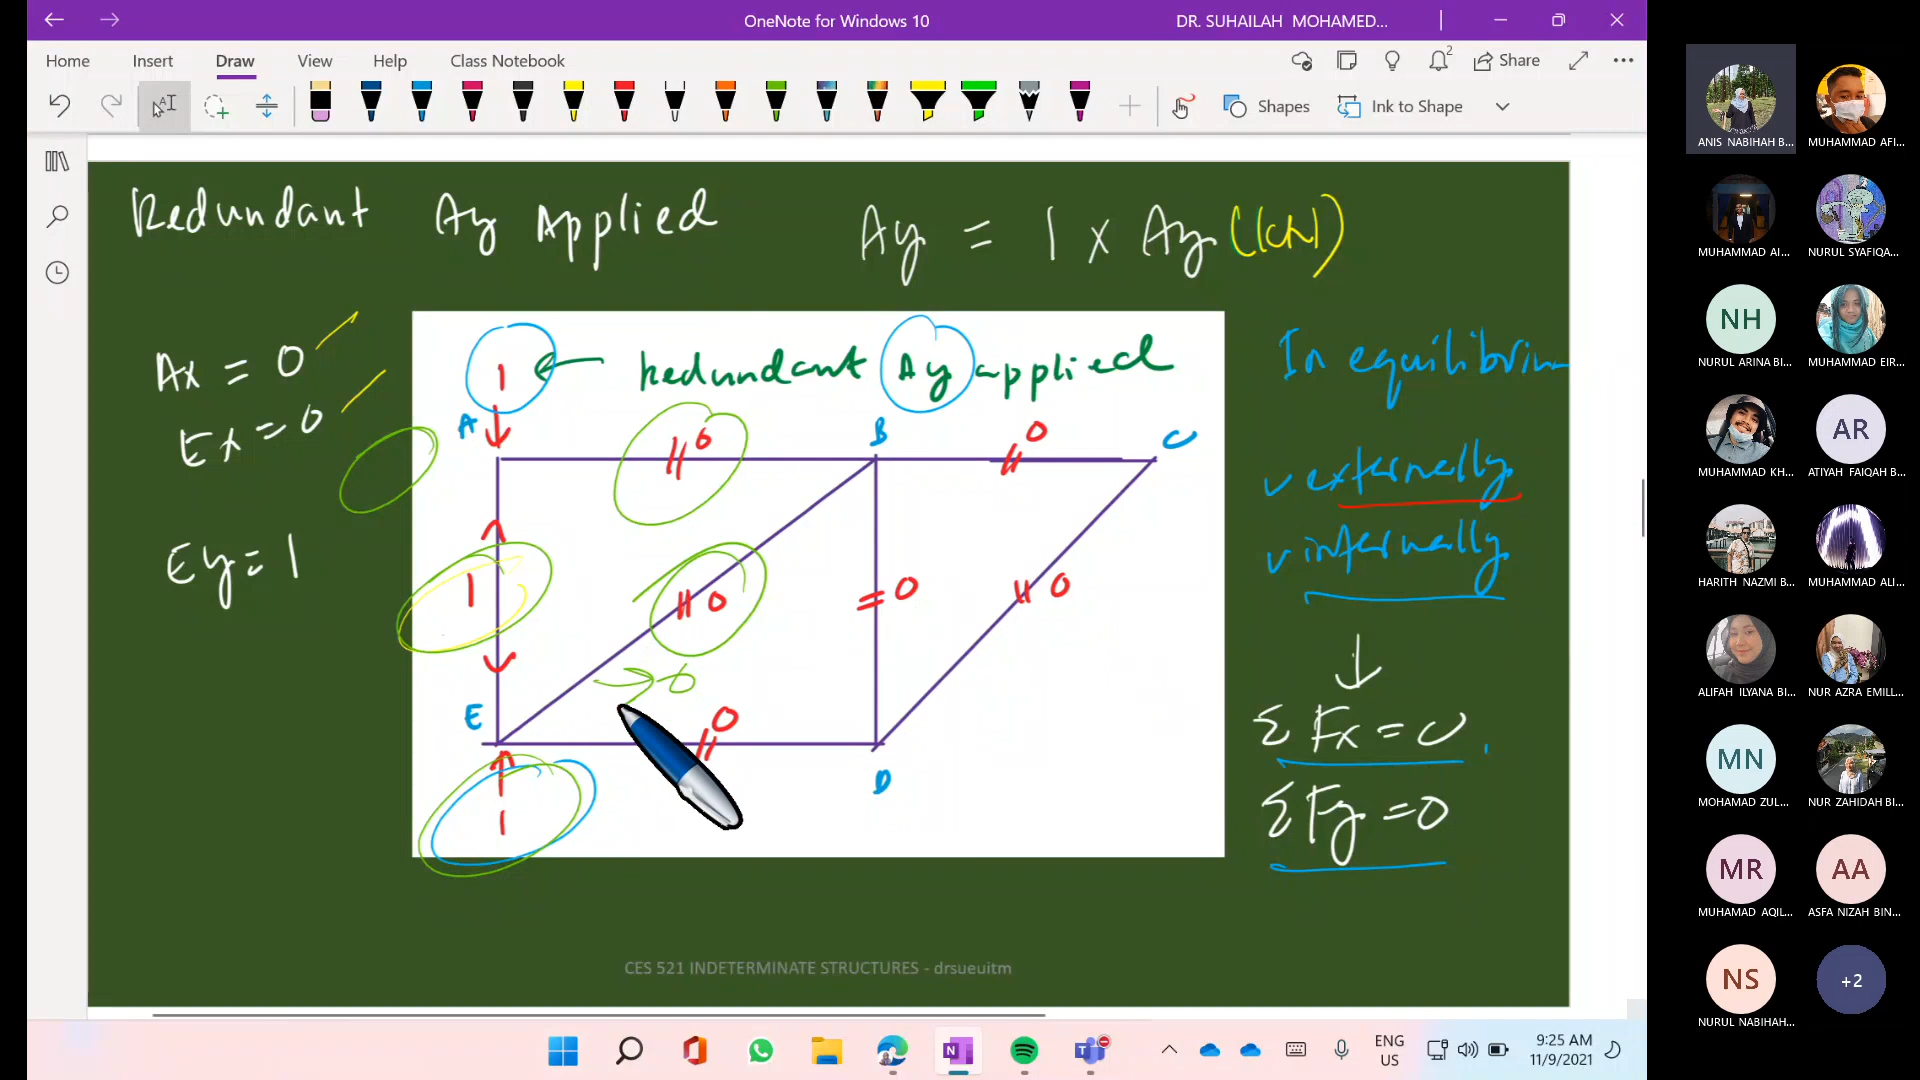 OneNote for Windows 10
DR. SUHAILAH MOHAMED...
Home Insert Draw View Help Class Notebook
2
Share
Shapes
Ink to Shape
Redundant Ay Applied
Ay = 1 x Ay (kN)
Ax = 0
Ex = 0
Ey = 1
1 ← Redundant Ay applied
A
0
B
0
C
1
0
= 0
0
→ 0
E
0
D
1
In equilibrium
✓ externally
✓ internally
↓
Σ Fx = 0
Σ Fy = 0
CES 521 INDETERMINATE STRUCTURES - drsueuitm
ANIS NABIHAH B...
MUHAMMAD AFI...
MUHAMMAD AI...
NURUL SYAFIQA...
NH
NURUL ARINA BI...
MUHAMMAD EIR...
MUHAMMAD KH...
AR
ATIYAH FAIQAH B...
HARITH NAZMI B...
MUHAMMAD ALI...
ALIFAH ILYANA BI...
NUR AZRA EMILL...
MN
MOHAMAD ZUL...
NUR ZAHIDAH BI...
MR
MUHAMAD AQIL...
AA
ASFA NIZAH BIN...
NS
NURUL NABIHAH...
+2
ENG
US
9:25 AM
11/9/2021